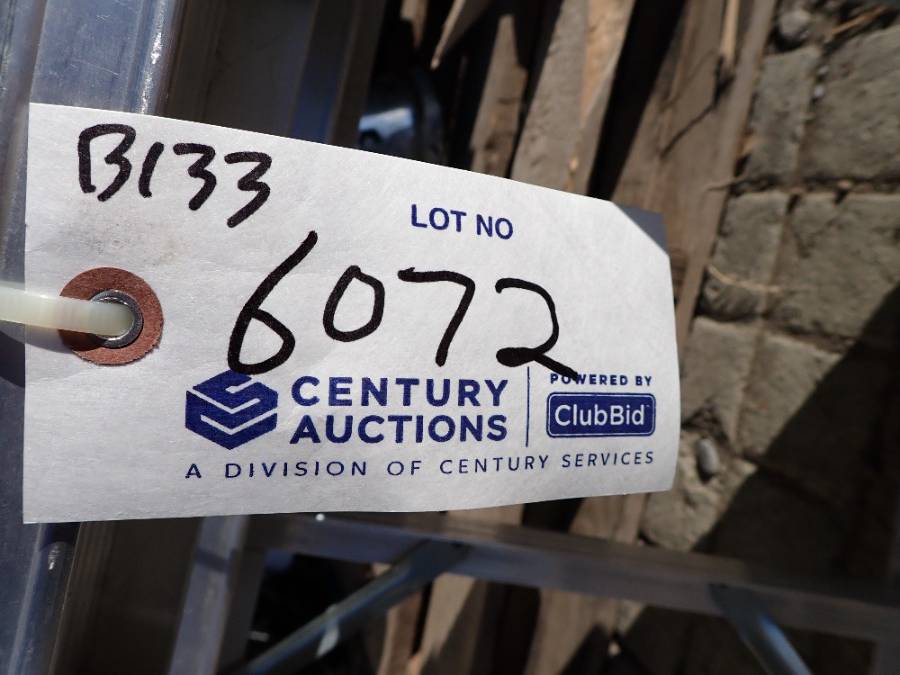 B133
LOT NO
6072
CENTURY
AUCTIONS
POWERED BY
ClubBid
A DIVISION OF CENTURY SERVICES